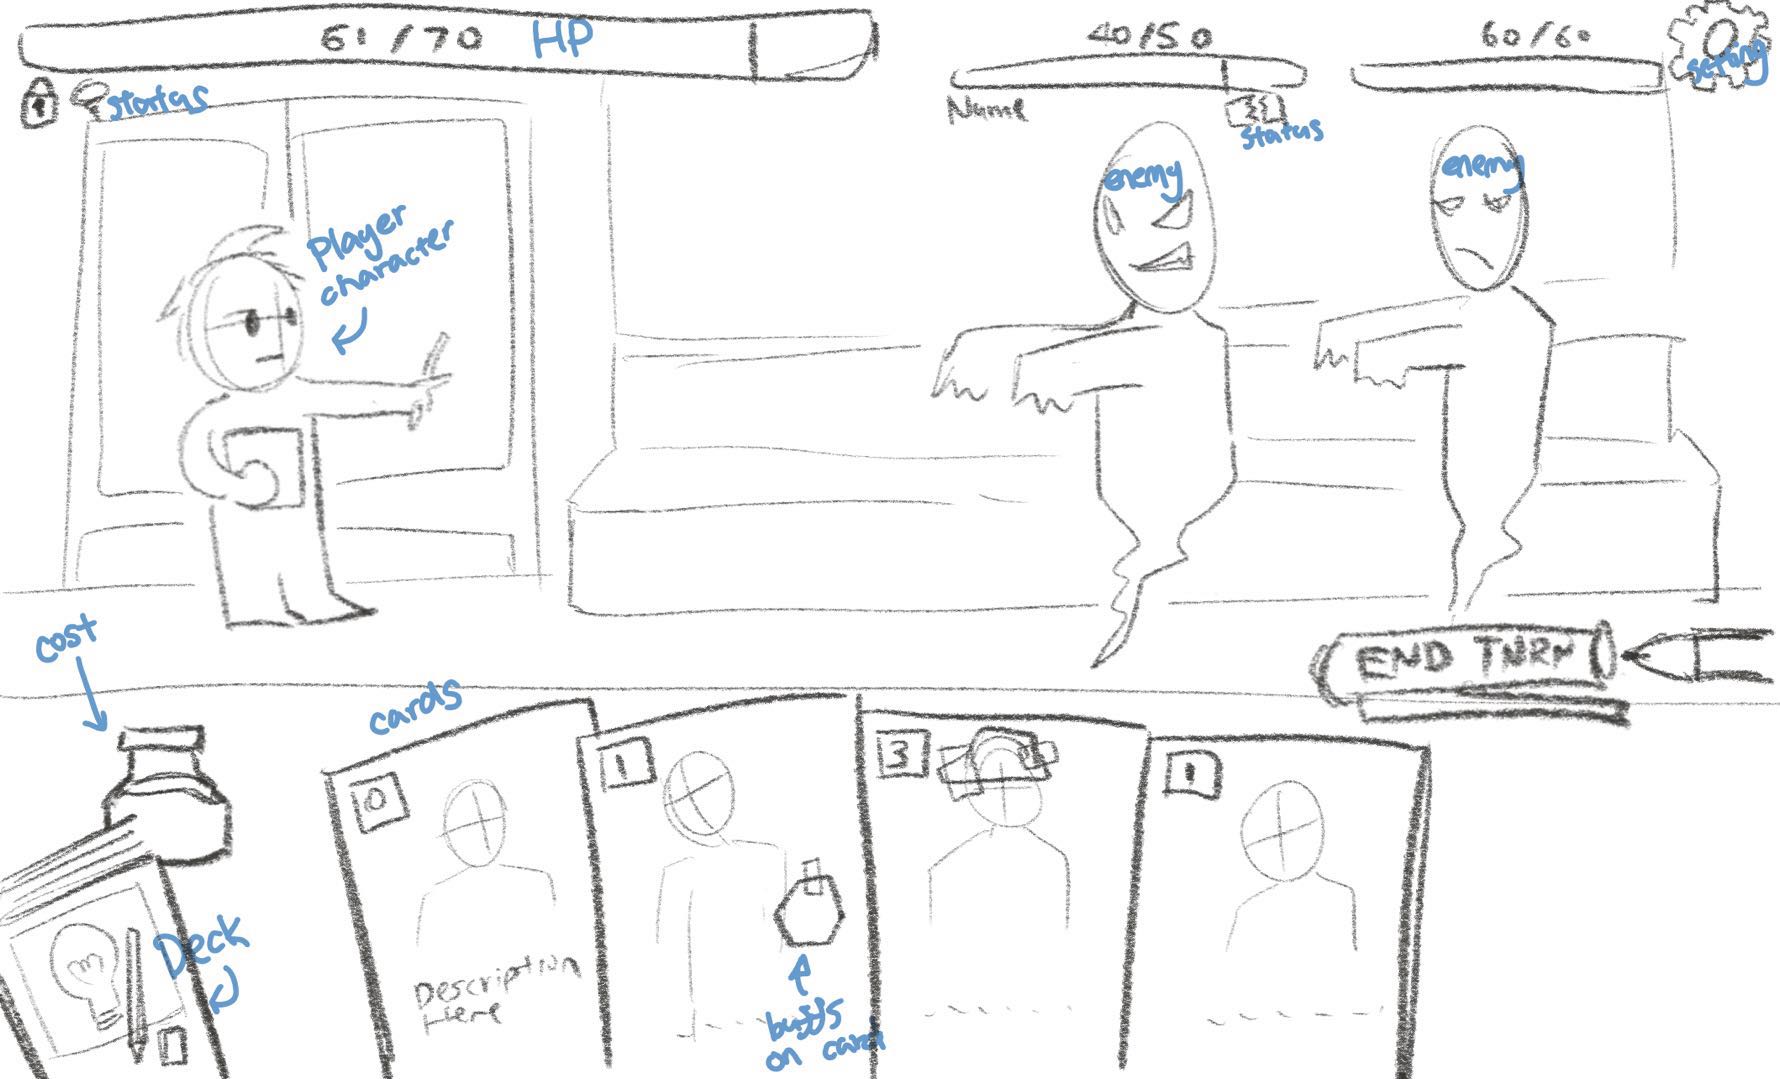 61/70 HP
40/50
60/60
setting
status
Name
status
enemy
enemy
Player
character
END TURN
cost
cards
0
1
3
1
Deck
Description
Here
buffs
on card